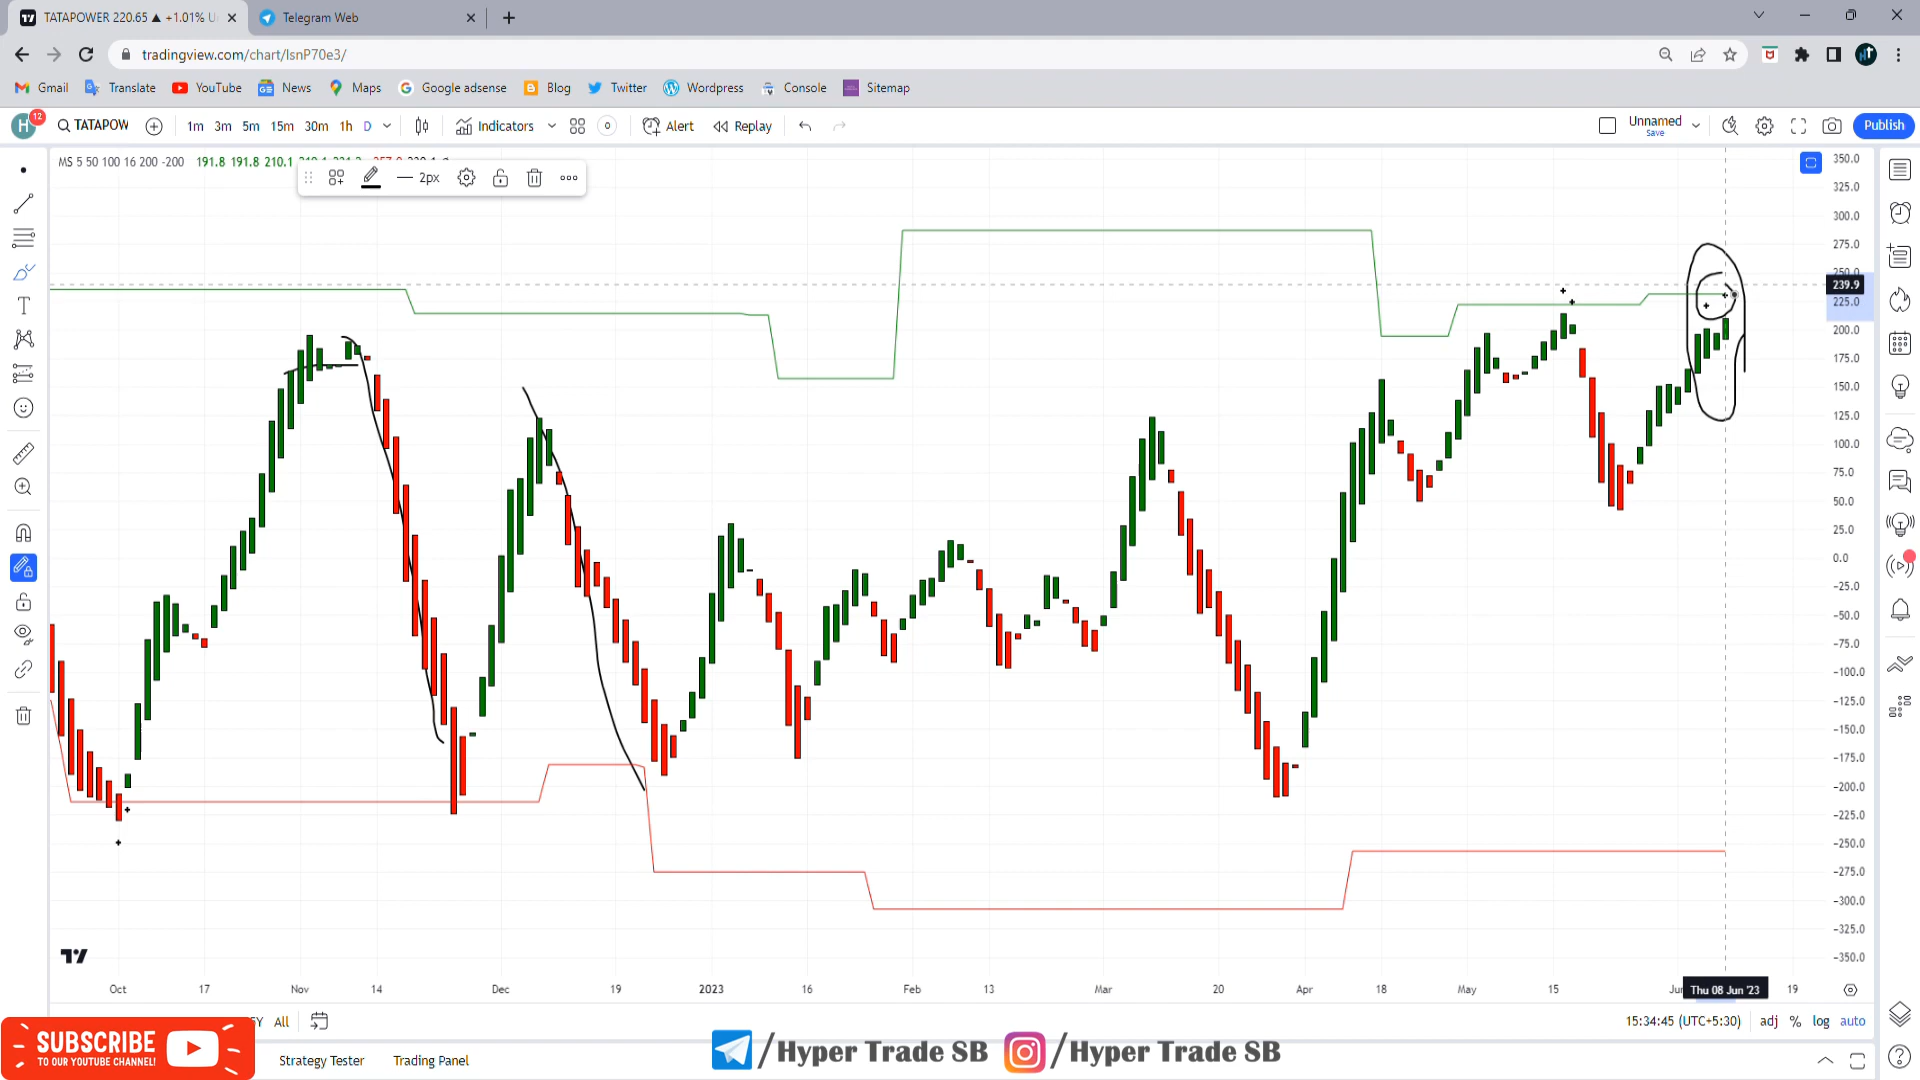 TATAPOWER 220.65 ▲ +1.01% U
Telegram Web
tradingview.com/chart/lsnP70e3/
Gmail Translate YouTube News Maps Google adsense Blog Twitter Wordpress Console Sitemap
H 12 TATAPOW 1m 3m 5m 15m 30m 1h D Indicators Alert Replay Unnamed Save Publish
MS 5 50 100 16 200 -200 191.8 191.8 210.1
2px
350.0
325.0
300.0
275.0
250.0
239.9
225.0
200.0
175.0
150.0
125.0
100.0
75.0
50.0
25.0
0.0
−25.0
−50.0
−75.0
−100.0
−125.0
−150.0
−175.0
−200.0
−225.0
−250.0
−275.0
−300.0
−325.0
−350.0
Oct 17 Nov 14 Dec 19 2023 16 Feb 13 Mar 20 Apr 18 May 15 Thu 08 Jun '23 19
All
15:34:45 (UTC+5:30) adj % log auto
SUBSCRIBE
TO OUR YOUTUBE CHANNEL!
Strategy Tester Trading Panel
/Hyper Trade SB /Hyper Trade SB